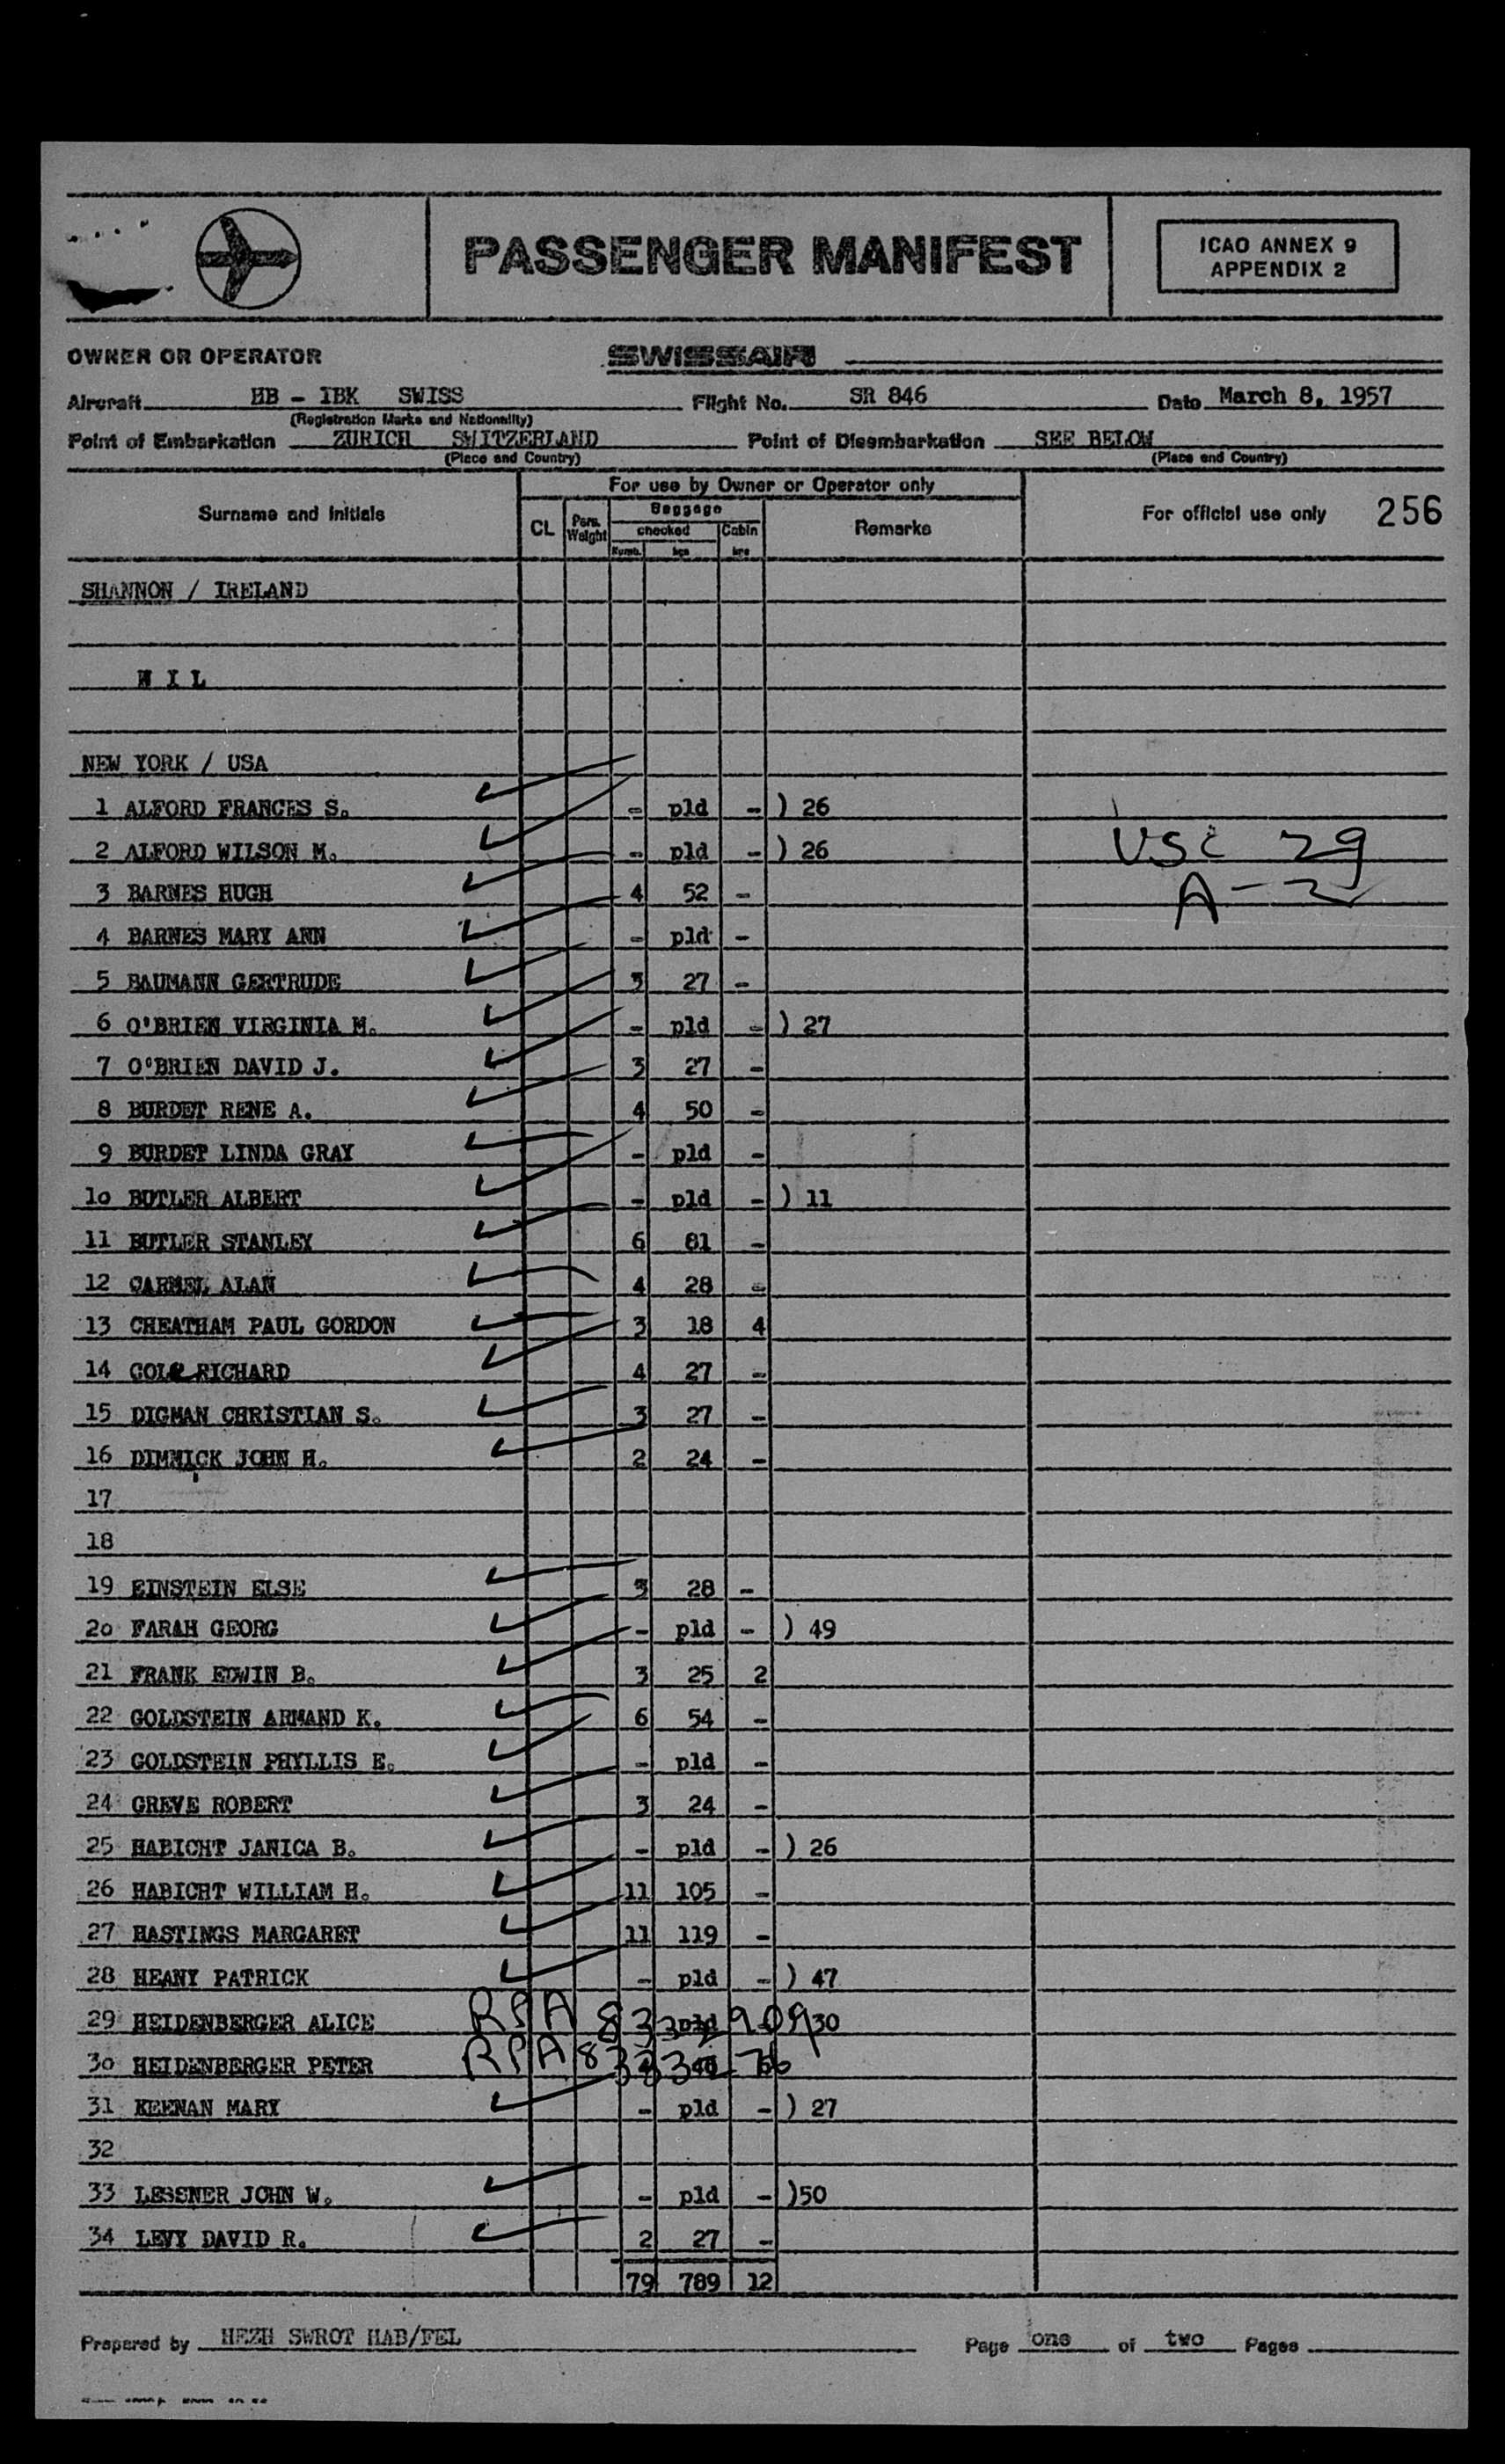 PASSENGER MANIFEST
ICAO ANNEX 9
APPENDIX 2
OWNER OR OPERATOR SWISSAIR
Aircraft HB - IBK SWISS Flight No. SR 846 Date March 8, 1957
(Registration Marks and Nationality)
Point of Embarkation ZURICH SWITZERLAND Point of Disembarkation SEE BELOW
(Place and Country) (Place and Country)
For use by Owner or Operator only
Surname and Initials CL Pers. Weight Baggage checked Cabin Remarks For official use only 256
Numb. kgs kgs
SHANNON / IRELAND
N I L
NEW YORK / USA
1 ALFORD FRANCES S. - pld - ) 26
2 ALFORD WILSON M. - pld - ) 26 USC 29
3 BARNES HUGH 4 52 - A - 2
4 BARNES MARY ANN - pld -
5 BAUMANN GERTRUDE 3 27 -
6 O'BRIEN VIRGINIA M. - pld - ) 27
7 O'BRIEN DAVID J. 3 27 -
8 BURDET RENE A. 4 50 -
9 BURDET LINDA GRAY - pld -
1o BUTLER ALBERT - pld - ) 11
11 BUTLER STANLEY 6 81 -
12 CARMEL ALAN 4 28 -
13 CHEATHAM PAUL GORDON 3 18 4
14 COLE RICHARD 4 27 -
15 DIGMAN CHRISTIAN S. 3 27 -
16 DIMMICK JOHN H. 2 24 -
17
18
19 EINSTEIN ELSE 3 28 -
2o FARAH GEORG - pld - ) 49
21 FRANK EDWIN B. 3 25 2
22 GOLDSTEIN ARMAND K. 6 54 -
23 GOLDSTEIN PHYLLIS E. - pld -
24 GREVE ROBERT 3 24 -
25 HABICHT JANICA B. - pld - ) 26
26 HABICHT WILLIAM H. 11 105 -
27 HASTINGS MARGARET 11 119 -
28 HEANY PATRICK - pld - ) 47
29 HEIDENBERGER ALICE RPA pld 30
3o HEIDENBERGER PETER RPA
31 KEENAN MARY - pld - ) 27
32
33 LESSNER JOHN W. - pld - )50
34 LEVY DAVID R. 2 27 -
79 789 12
Prepared by HEZH SWROT HAB/FEL Page one of two Pages